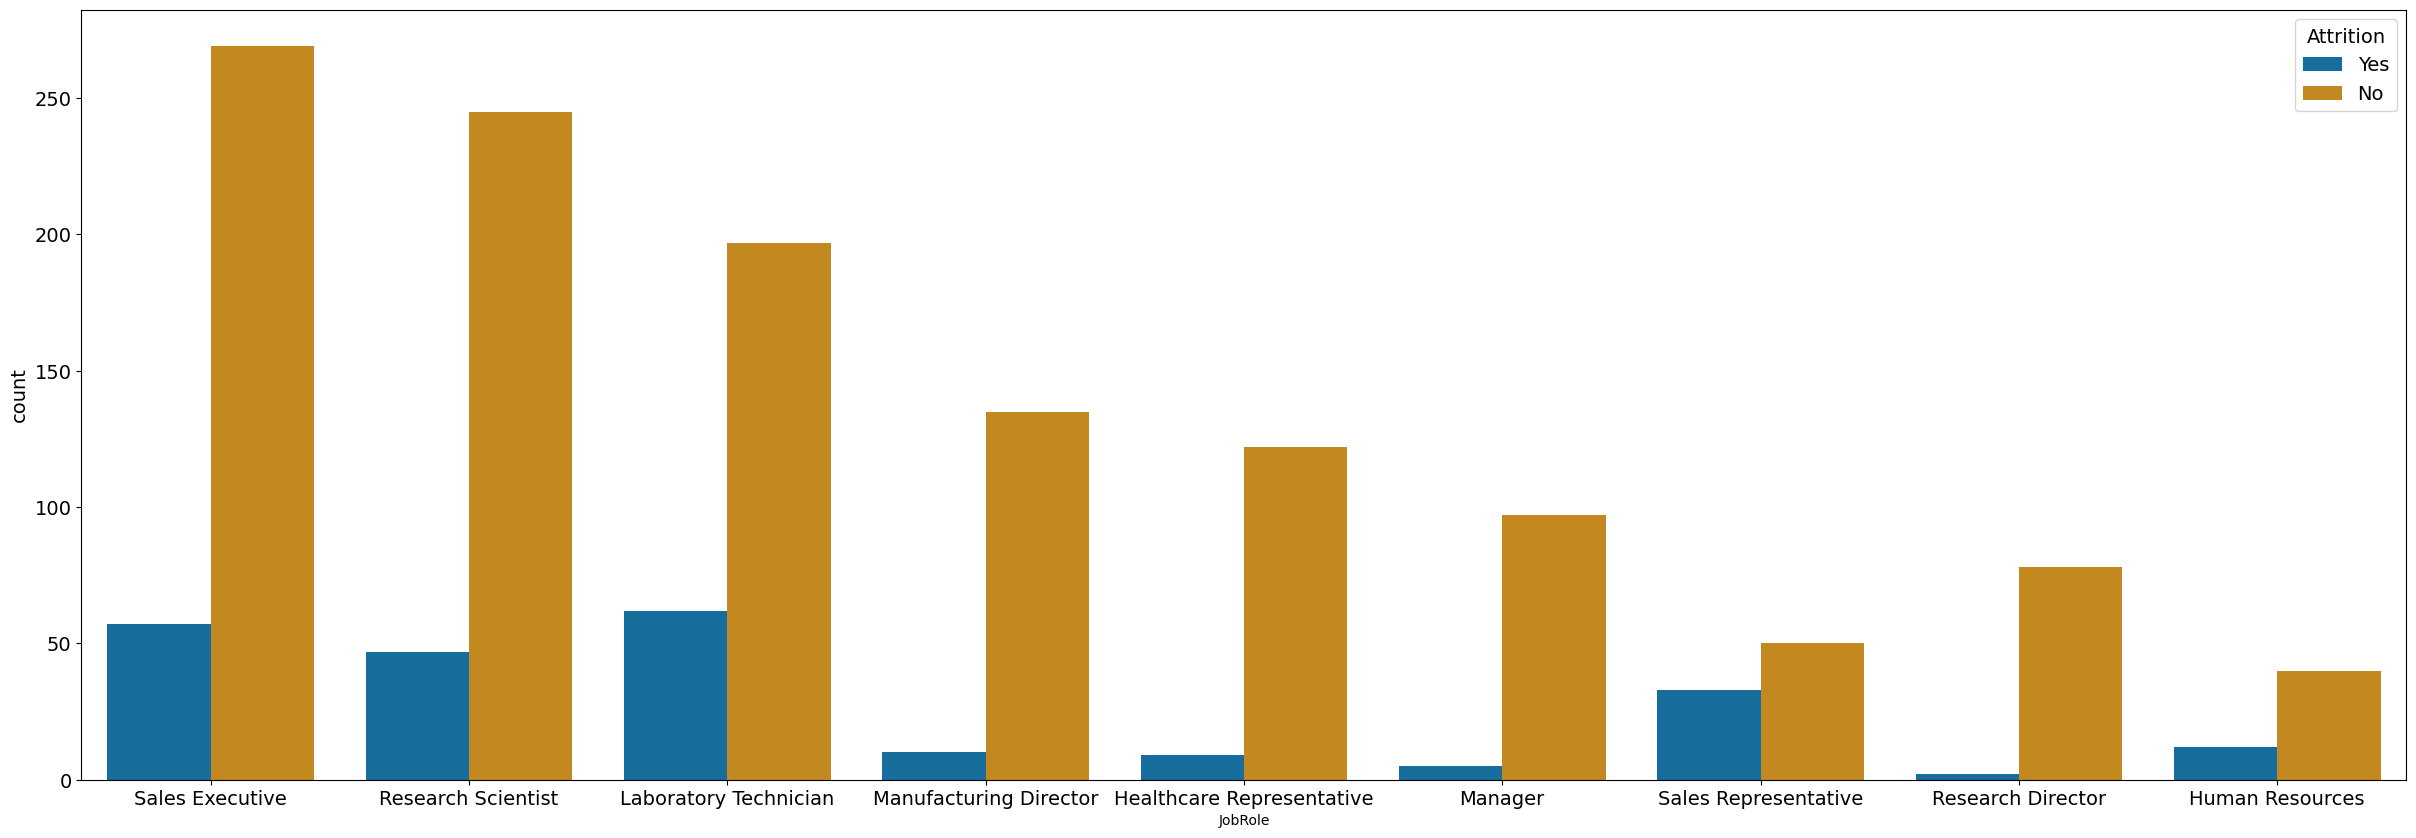 Attrition
Yes
No
250
200
150
100
50
0
count
Sales Executive
Research Scientist
Laboratory Technician
Manufacturing Director
Healthcare Representative
Manager
Sales Representative
Research Director
Human Resources
JobRole